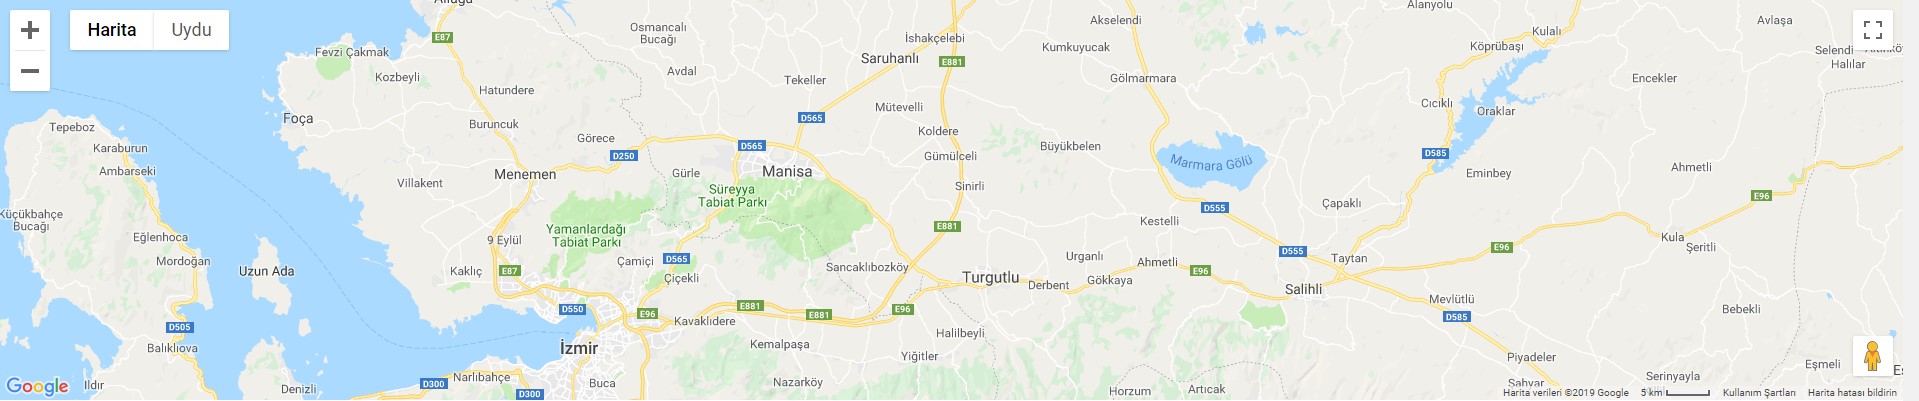 Harita
Uydu
E87
Fevzi Çakmak
Kozbeyli
Hatundere
Osmancalı
Bucağı
Avdal
İshakçelebi
Saruhanlı
E881
Tekeller
Akselendi
Kumkuyucak
Gölmarmara
Alanyolu
Köprübaşı
Kulalı
Avlaşa
Selendi
Halılar
Encekler
Foça
Tepeboz
Karaburun
Ambarseki
Buruncuk
Görece
D565
Mütevelli
Koldere
Gümülceli
Büyükbelen
Cıcıklı
Oraklar
D250
D565
Menemen
Villakent
Gürle
Manisa
Süreyya
Tabiat Parkı
Sinirli
Marmara Gölü
D585
Eminbey
Ahmetli
E96
Küçükbahçe
Bucağı
Eğlenhoca
Mordoğan
Uzun Ada
9 Eylül
Yamanlardağı
Tabiat Parkı
E881
Kestelli
D555
Çapaklı
Kaklıç
E87
Çamiçi
D565
Çiçekli
Sancaklıbozköy
Turgutlu
Urganlı
Derbent
Gökkaya
Ahmetli
E96
D555
Taytan
Salihli
E96
Kula
Şeritli
D505
Balıklıova
D550
E96
Kavaklıdere
E881
E881
E96
Mevlütlü
D585
Bebekli
İzmir
Kemalpaşa
Halilbeyli
Yiğitler
Piyadeler
Eşmeli
Google
Ildır
Denizli
D300
Narlıbahçe
D300
Buca
Nazarköy
Horzum
Artıcak
Serinyayla
Harita verileri ©2019 Google
5 km
Kullanım Şartları
Harita hatası bildirin